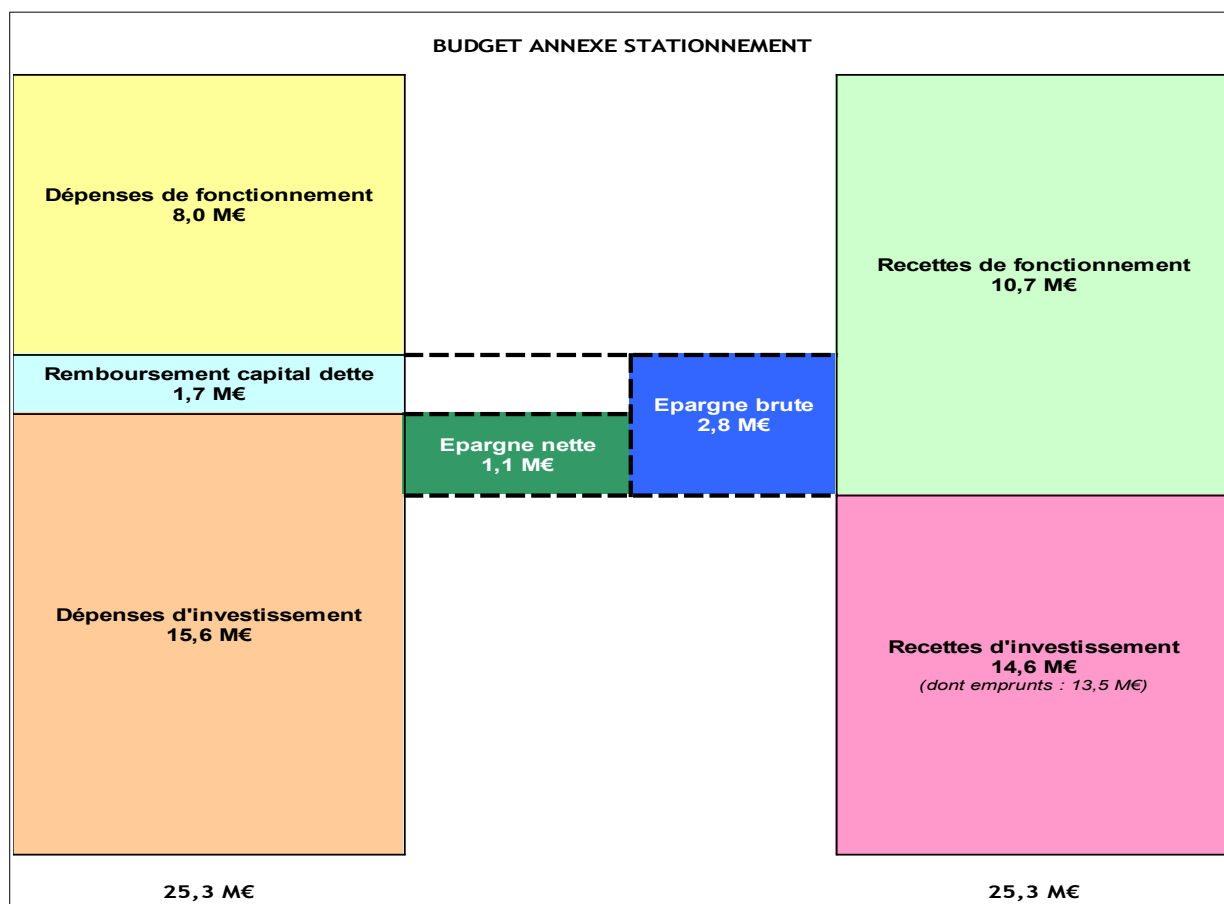 BUDGET ANNEXE STATIONNEMENT
Dépenses de fonctionnement
8,0 M€
Remboursement capital dette
1,7 M€
Dépenses d'investissement
15,6 M€
25,3 M€
Epargne nette
1,1 M€
Epargne brute
2,8 M€
Recettes de fonctionnement
10,7 M€
Recettes d'investissement
14,6 M€
(dont emprunts : 13,5 M€)
25,3 M€